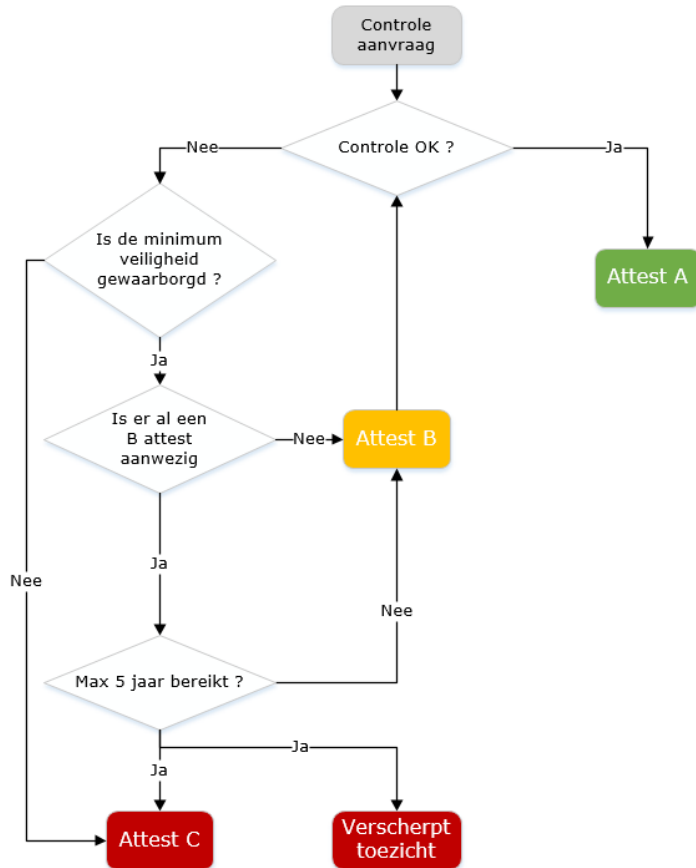 Controle
aanvraag
Controle OK ?
Nee
Ja
Is de minimum
veiligheid
gewaarborgd ?
Attest A
Ja
Is er al een
B attest
aanwezig
Nee
Attest B
Ja
Nee
Nee
Max 5 jaar bereikt ?
Ja
Ja
Attest C
Verscherpt
toezicht